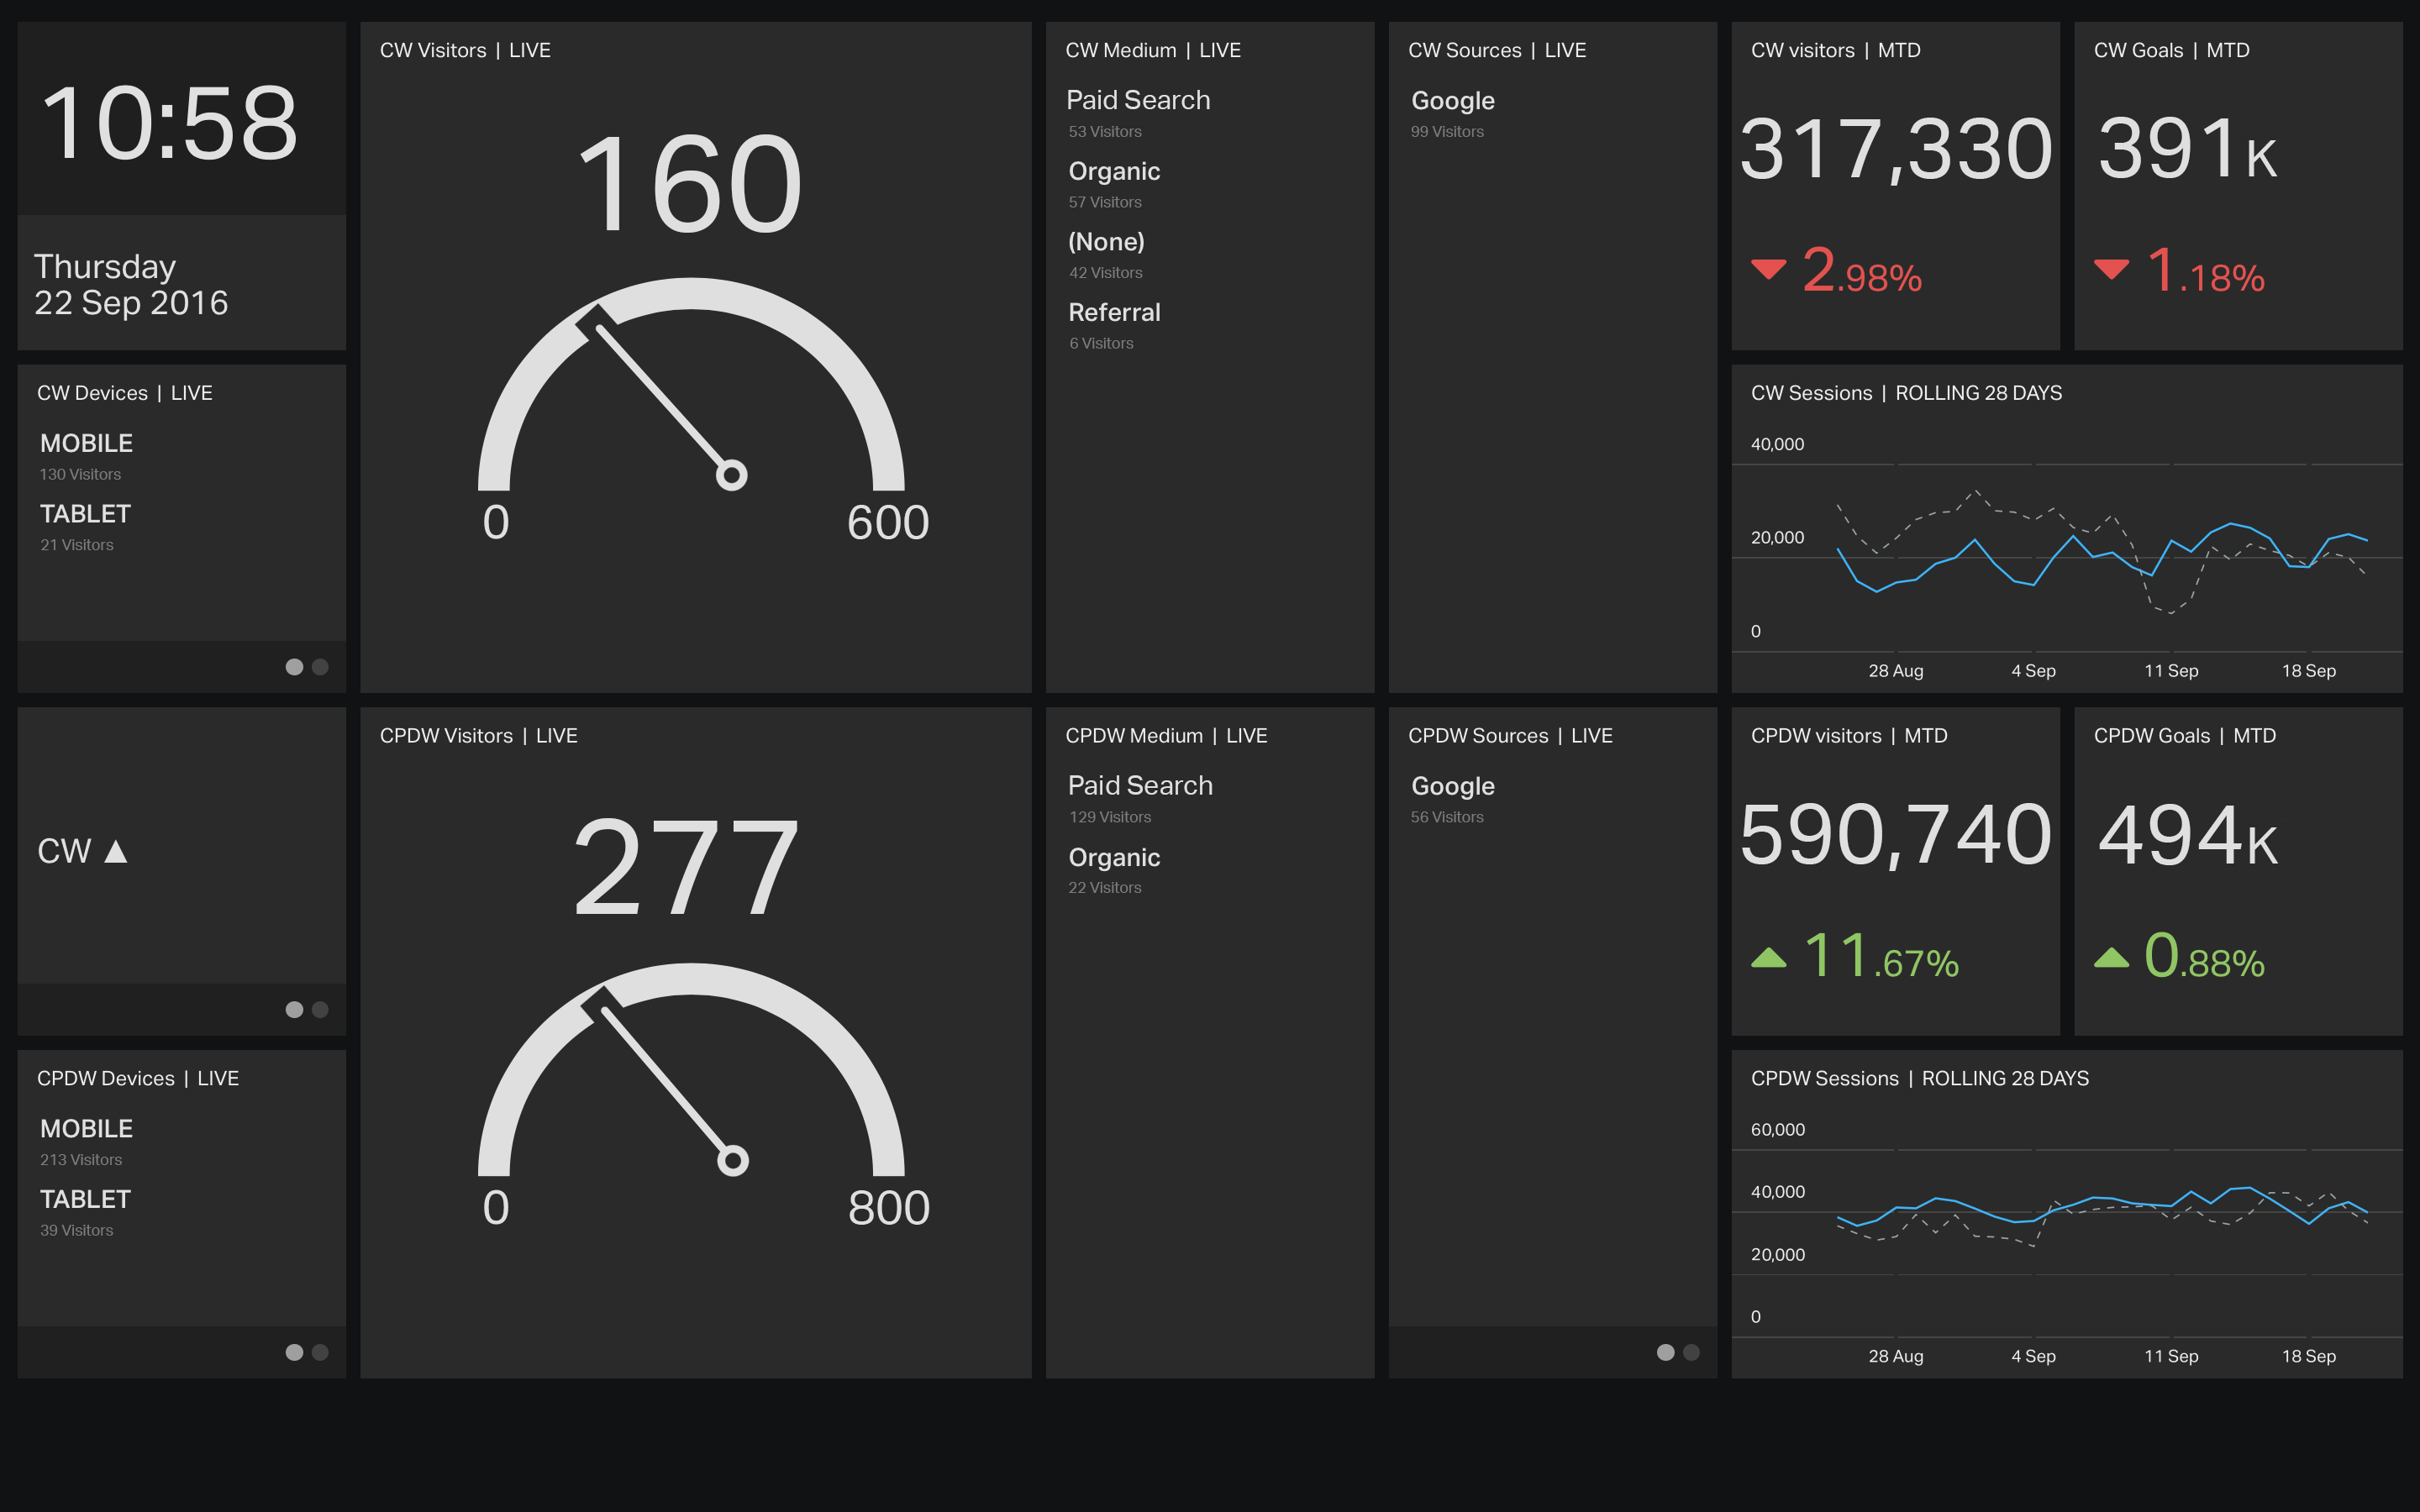 10:58
Thursday
22 Sep 2016
CW Visitors | LIVE
160
0
600
CW Medium | LIVE
Paid Search
53 Visitors
Organic
57 Visitors
(None)
42 Visitors
Referral
6 Visitors
CW Sources | LIVE
Google
99 Visitors
CW visitors | MTD
317,330
▼ 2.98%
CW Goals | MTD
391K
▼ 1.18%
CW Devices | LIVE
MOBILE
130 Visitors
TABLET
21 Visitors
CW Sessions | ROLLING 28 DAYS
40,000
20,000
0
28 Aug
4 Sep
11 Sep
18 Sep
CW ▲
CPDW Visitors | LIVE
277
0
800
CPDW Medium | LIVE
Paid Search
129 Visitors
Organic
22 Visitors
CPDW Sources | LIVE
Google
56 Visitors
CPDW visitors | MTD
590,740
▲ 11.67%
CPDW Goals | MTD
494K
▲ 0.88%
CPDW Devices | LIVE
MOBILE
213 Visitors
TABLET
39 Visitors
CPDW Sessions | ROLLING 28 DAYS
60,000
40,000
20,000
0
28 Aug
4 Sep
11 Sep
18 Sep